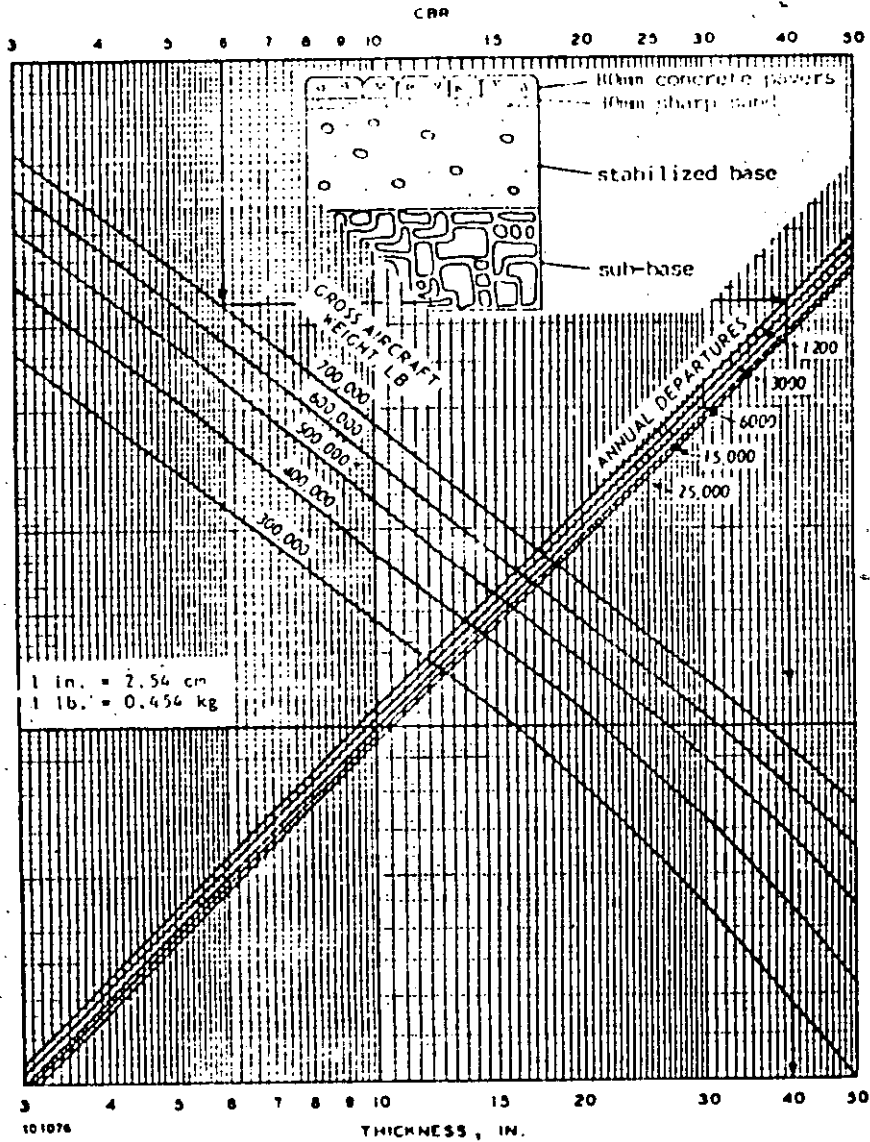 CBR
3 4 5 6 7 8 9 10 15 20 25 30 40 50
80mm concrete pavers
30mm sharp sand
stabilized base
sub-base
GROSS AIRCRAFT
WEIGHT LB
700,000
600,000
500,000
400,000
300,000
ANNUAL DEPARTURES
1200
3000
6000
15,000
25,000
1 in. = 2.54 cm
1 lb. = 0.454 kg
3 4 5 6 7 8 9 10 15 20 30 40 50
101076
THICKNESS, IN.